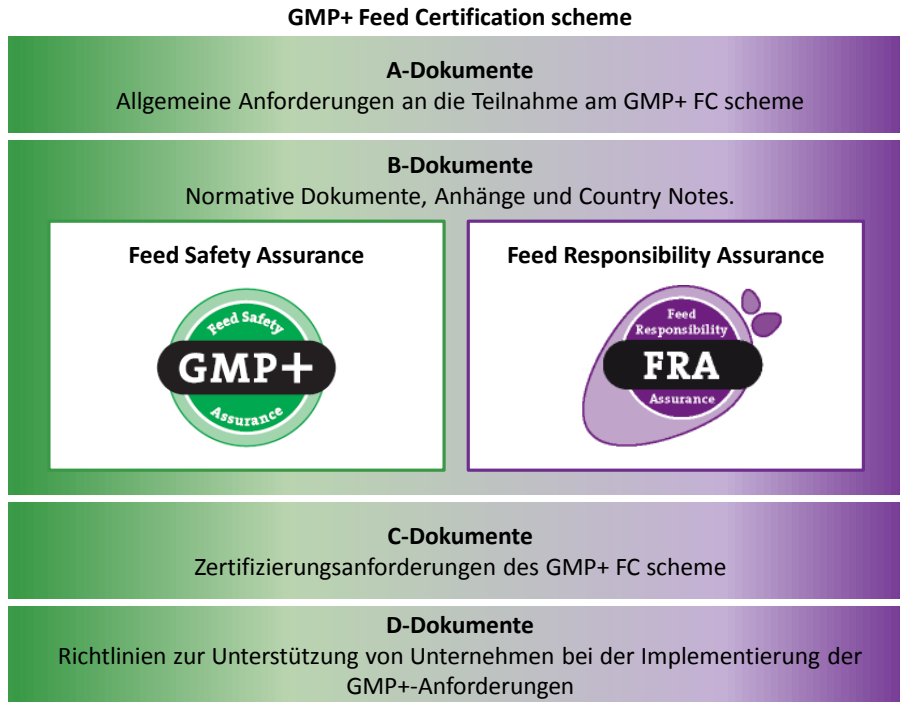 GMP+ Feed Certification scheme
A-Dokumente
Allgemeine Anforderungen an die Teilnahme am GMP+ FC scheme
B-Dokumente
Normative Dokumente, Anhänge und Country Notes.
Feed Safety Assurance
Feed Safety
GMP+
Assurance
Feed Responsibility Assurance
Feed
Responsibility
FRA
Assurance
C-Dokumente
Zertifizierungsanforderungen des GMP+ FC scheme
D-Dokumente
Richtlinien zur Unterstützung von Unternehmen bei der Implementierung der
GMP+-Anforderungen